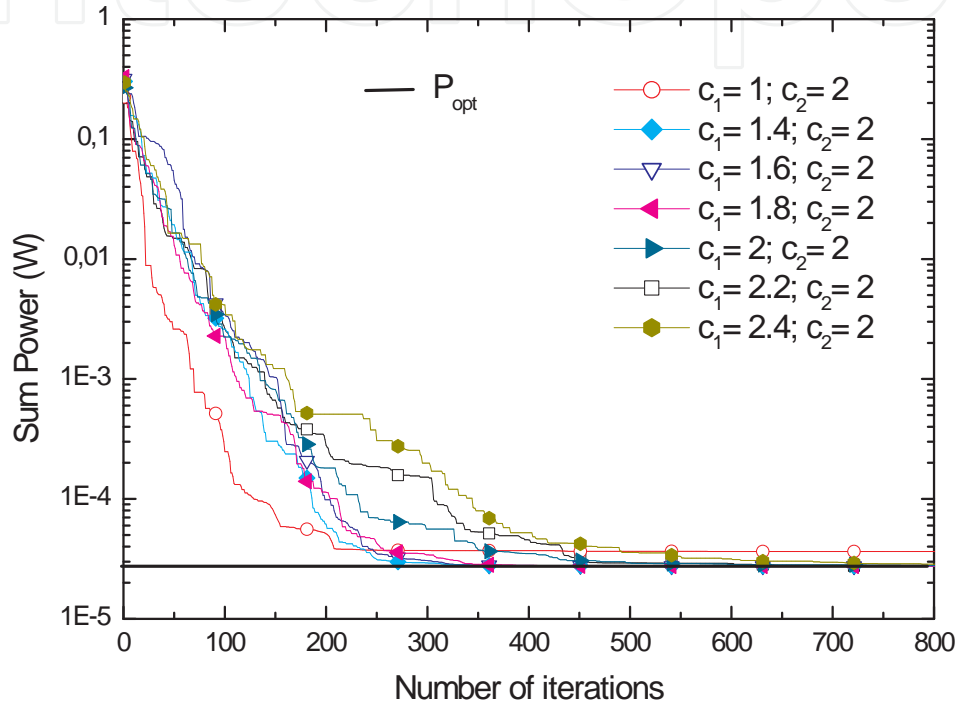 1
0,1
0,01
1E-3
1E-4
1E-5
Sum Power (W)
P_opt
c_1= 1; c_2= 2
c_1= 1.4; c_2= 2
c_1= 1.6; c_2= 2
c_1= 1.8; c_2= 2
c_1= 2; c_2= 2
c_1= 2.2; c_2= 2
c_1= 2.4; c_2= 2
0 100 200 300 400 500 600 700 800
Number of iterations